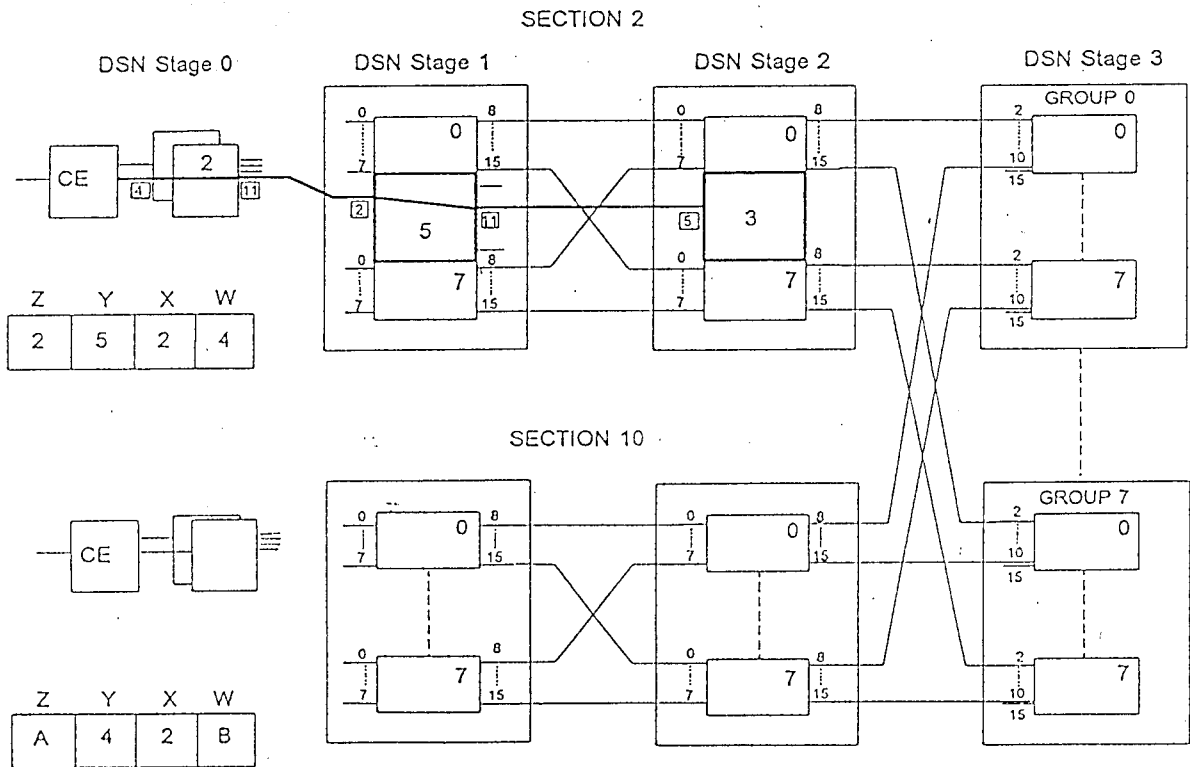 SECTION 2
DSN Stage 0
DSN Stage 1
DSN Stage 2
DSN Stage 3
GROUP 0
0 8 0 8 2
0 0 0
7 15 7 15 10
15
2
CE
4 11
2 11 5
5 3
0 8 0 8 2
7 7 7
7 15 7 15 10
15
Z Y X W
2 5 2 4
SECTION 10
GROUP 7
0 8 0 8 2
0 0 0
7 15 7 15 10
15
CE
0 8 0 8 2
7 7 7
7 15 7 15 10
15
Z Y X W
A 4 2 B